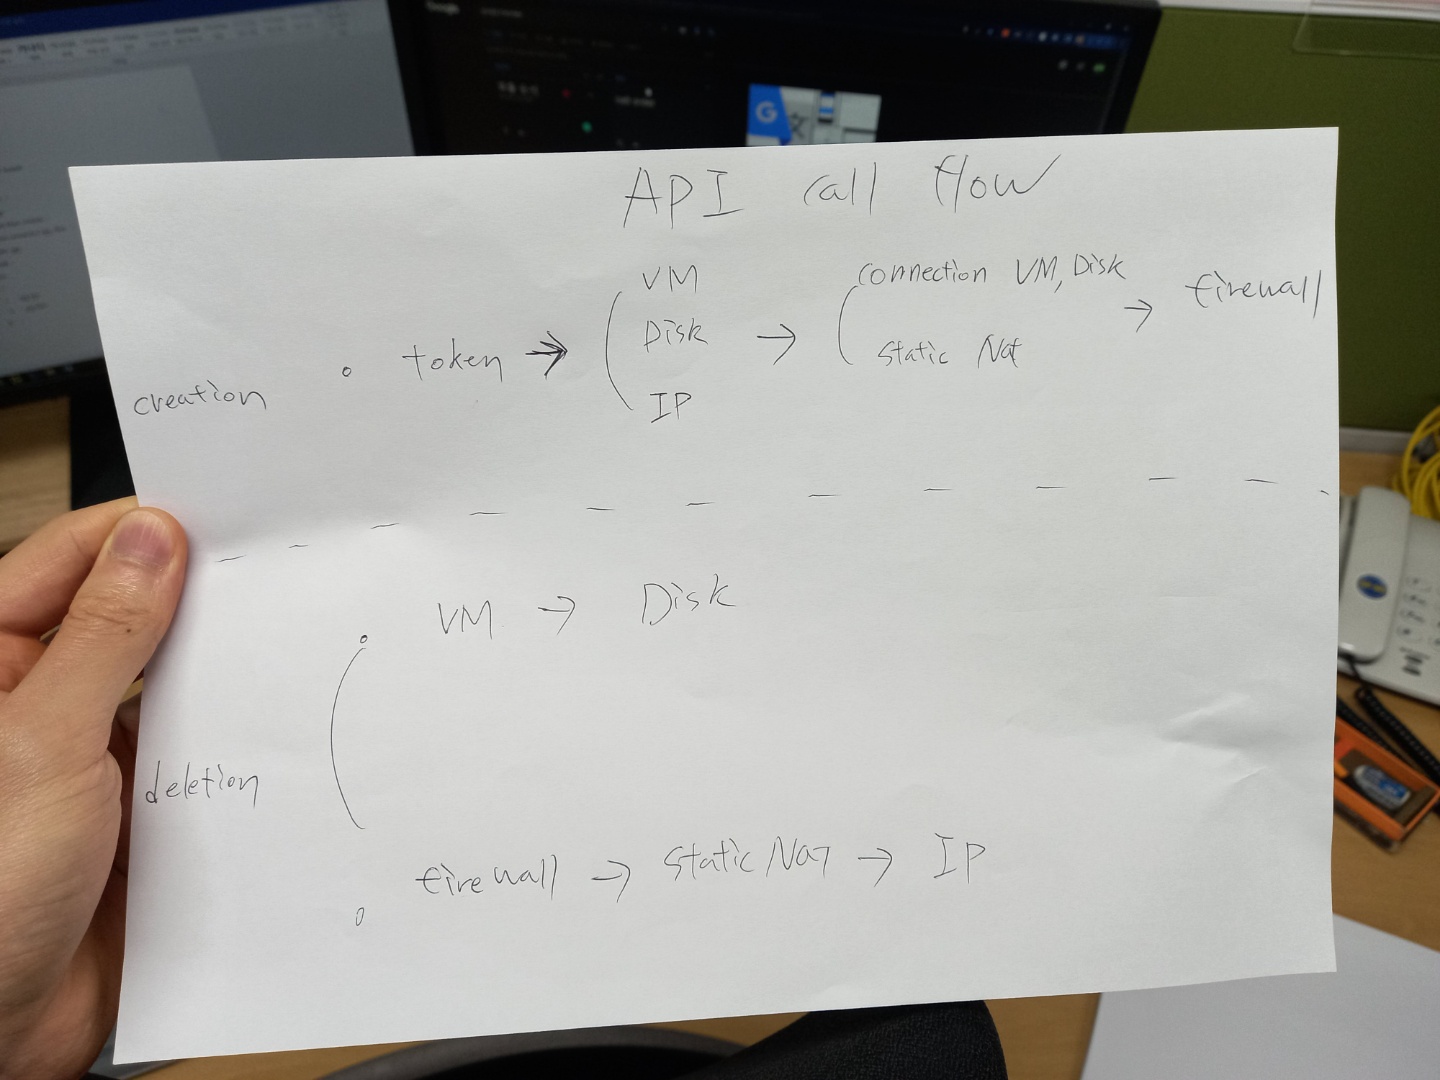 Google
API call flow
VM
connection VM, Disk
firewall
Disk
creation
token → → →
static Nat
IP
VM → Disk
deletion
firewall → static NAT → IP